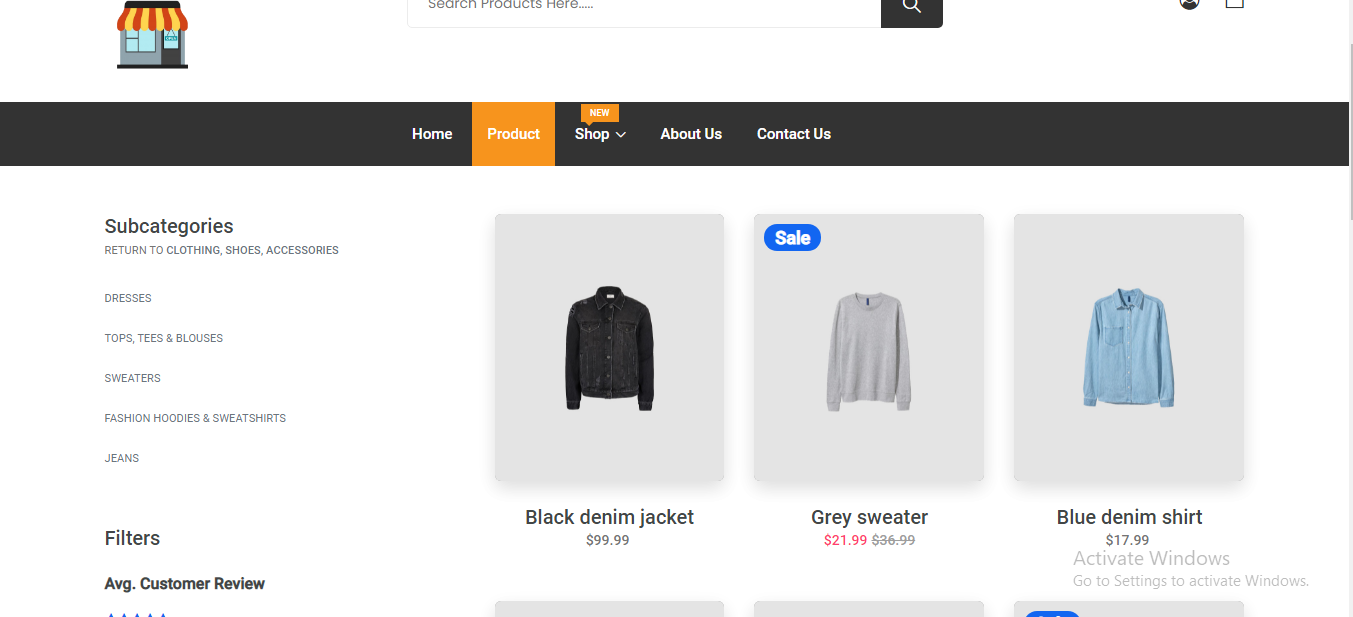 Search Products Here.....
OPEN
Home
Product
NEW
Shop
About Us
Contact Us
Subcategories
RETURN TO CLOTHING, SHOES, ACCESSORIES
DRESSES
TOPS, TEES & BLOUSES
SWEATERS
FASHION HOODIES & SWEATSHIRTS
JEANS
Filters
Avg. Customer Review
Sale
Black denim jacket
$99.99
Grey sweater
$21.99 $36.99
Blue denim shirt
$17.99
Activate Windows
Go to Settings to activate Windows.